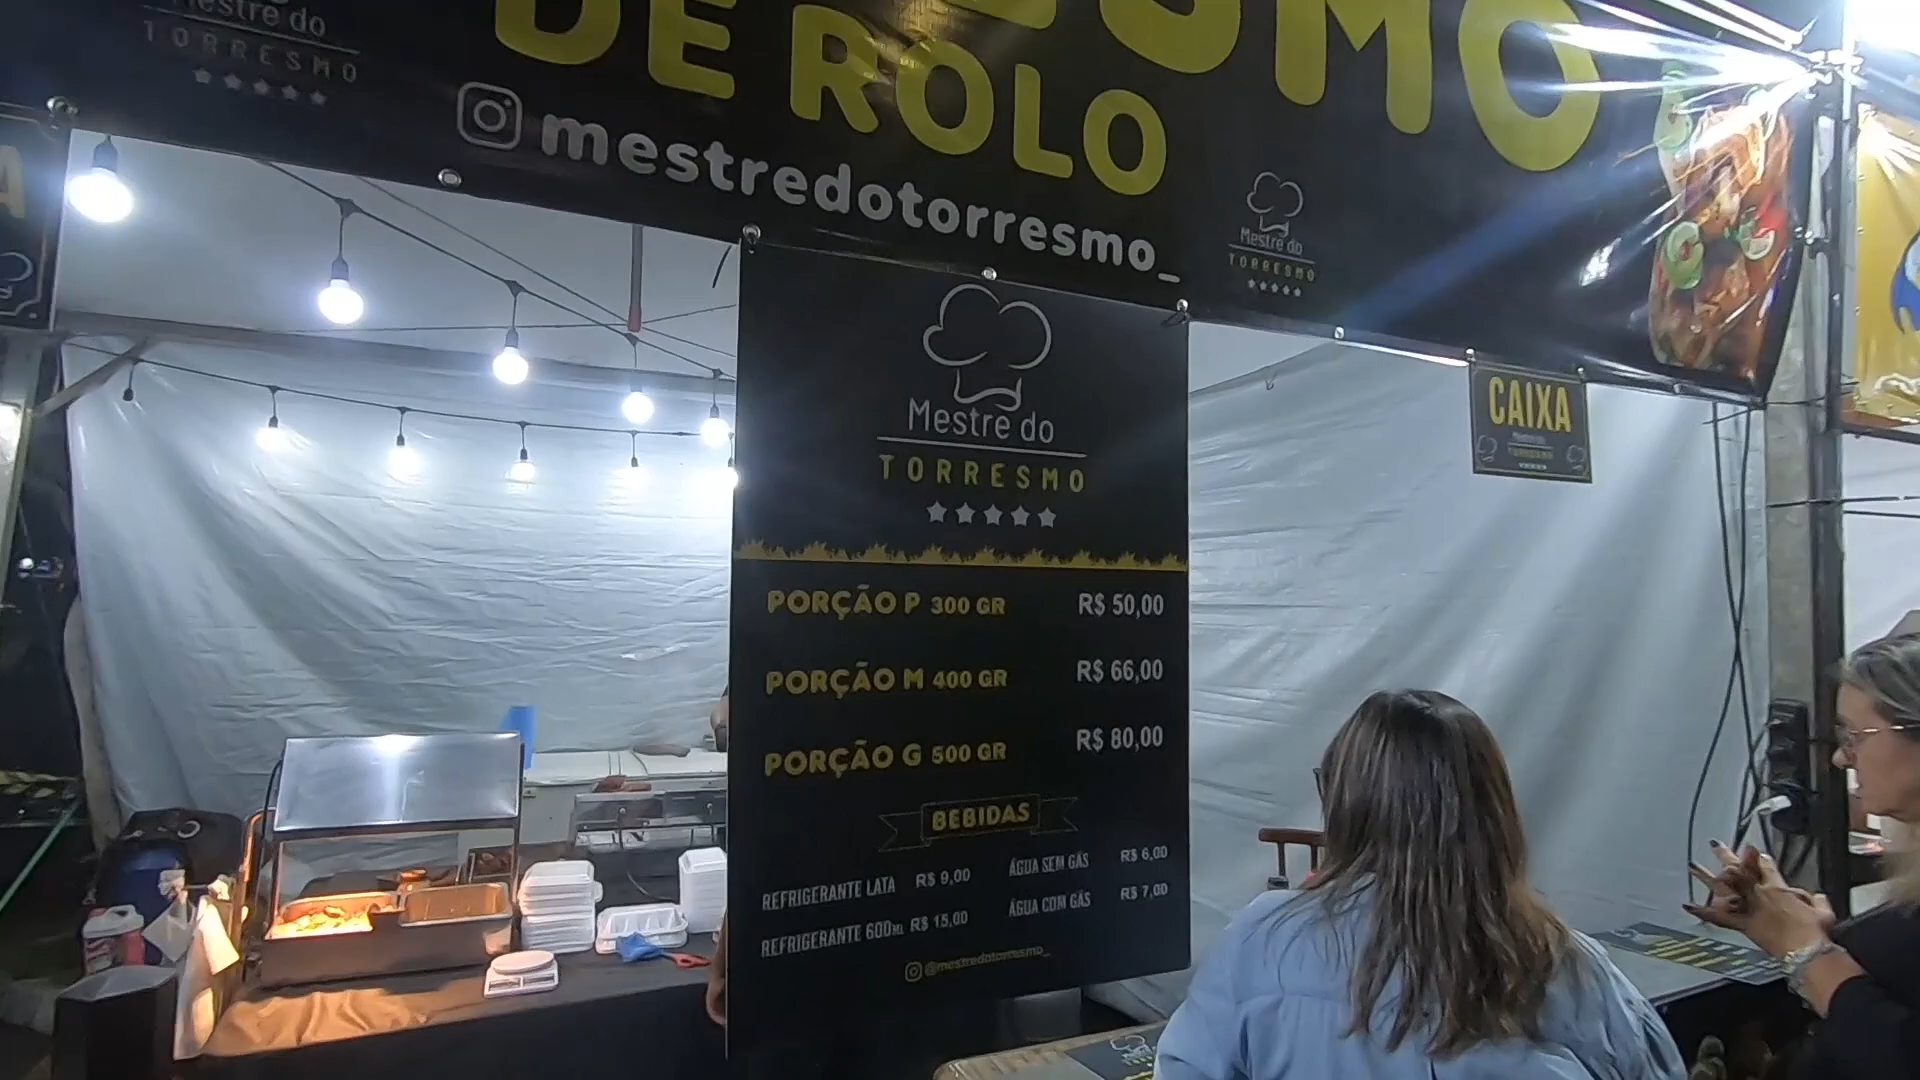 Mestre do
TORRESMO
DE ROLO
mestredotorresmo_
Mestre do
TORRESMO
CAIXA
Mestre do
TORRESMO
PORÇÃO P 300 GR R$ 50,00
PORÇÃO M 400 GR R$ 66,00
PORÇÃO G 500 GR R$ 80,00
BEBIDAS
REFRIGERANTE LATA R$ 9,00
REFRIGERANTE 600ML R$ 15,00
ÁGUA SEM GÁS R$ 6,00
ÁGUA COM GÁS R$ 7,00
@mestredotorresmo_